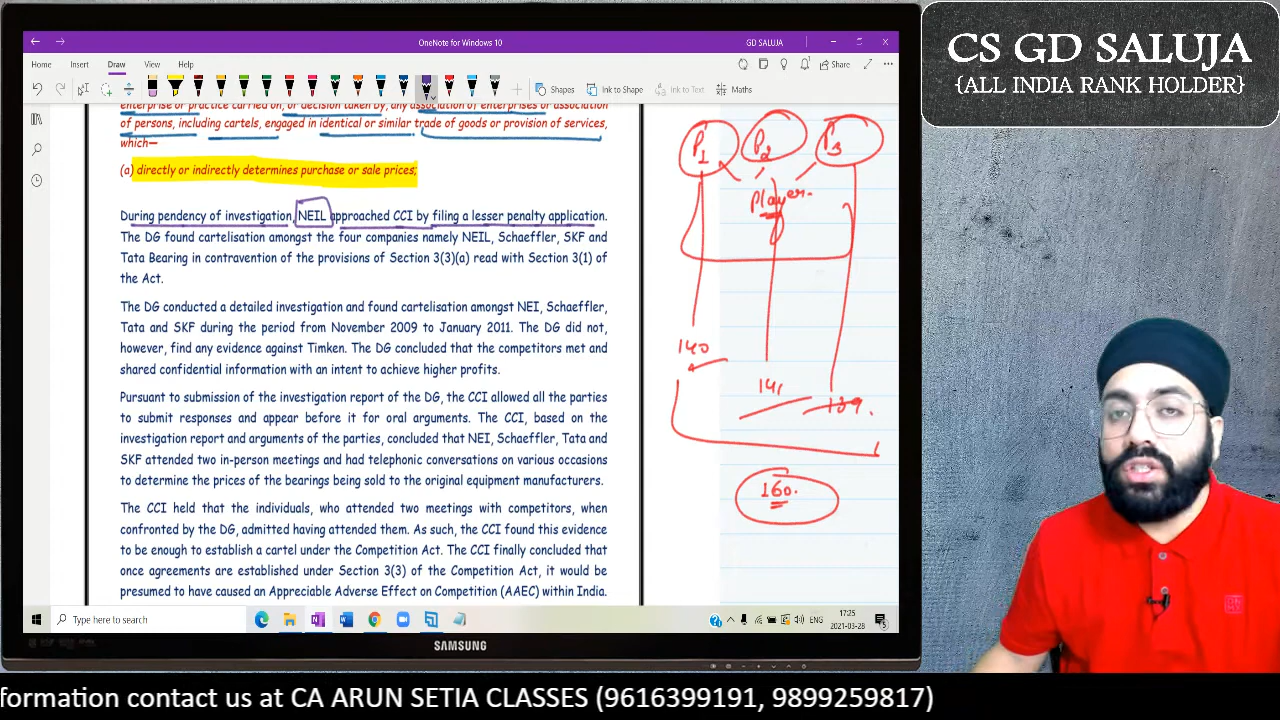 OneNote for Windows 10
GD SALUJA
Home Insert Draw View Help
Share
Shapes Ink to Shape Ink to Text Maths
enterprise or practice carried on, or decision taken by, any association of enterprises or association
of persons, including cartels, engaged in identical or similar trade of goods or provision of services,
which—
(a) directly or indirectly determines purchase or sale prices;
During pendency of investigation, NEIL approached CCI by filing a lesser penalty application.
The DG found cartelisation amongst the four companies namely NEIL, Schaeffler, SKF and
Tata Bearing in contravention of the provisions of Section 3(3)(a) read with Section 3(1) of
the Act.
The DG conducted a detailed investigation and found cartelisation amongst NEI, Schaeffler,
Tata and SKF during the period from November 2009 to January 2011. The DG did not,
however, find any evidence against Timken. The DG concluded that the competitors met and
shared confidential information with an intent to achieve higher profits.
Pursuant to submission of the investigation report of the DG, the CCI allowed all the parties
to submit responses and appear before it for oral arguments. The CCI, based on the
investigation report and arguments of the parties, concluded that NEI, Schaeffler, Tata and
SKF attended two in-person meetings and had telephonic conversations on various occasions
to determine the prices of the bearings being sold to the original equipment manufacturers.
The CCI held that the individuals, who attended two meetings with competitors, when
confronted by the DG, admitted having attended them. As such, the CCI found this evidence
to be enough to establish a cartel under the Competition Act. The CCI finally concluded that
once agreements are established under Section 3(3) of the Competition Act, it would be
presumed to have caused an Appreciable Adverse Effect on Competition (AAEC) within India.
P1 P2 P3
Player.
140
141
139.
160.
Type here to search
ENG
17:25
2021-03-28
SAMSUNG
CS GD SALUJA
{ALL INDIA RANK HOLDER}
formation contact us at CA ARUN SETIA CLASSES (9616399191, 9899259817)